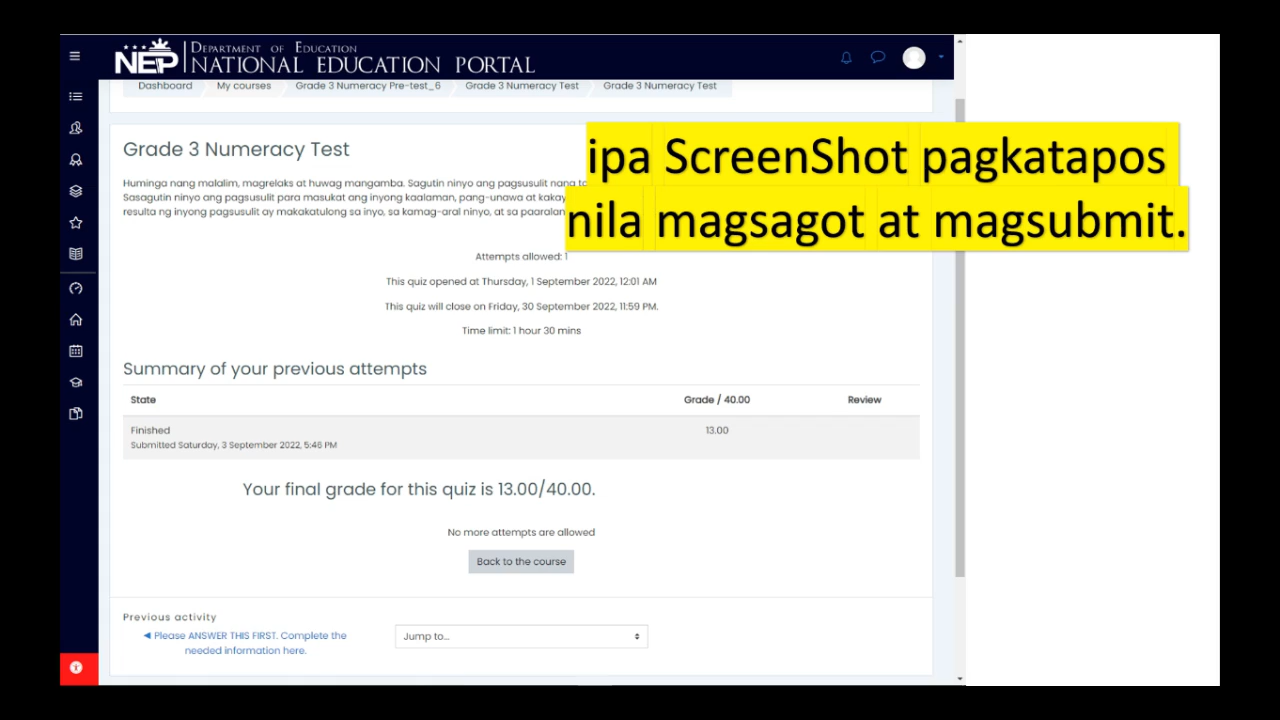 NEP
DEPARTMENT OF EDUCATION
NATIONAL EDUCATION PORTAL
Dashboard My courses Grade 3 Numeracy Pre-test_6 Grade 3 Numeracy Test Grade 3 Numeracy Test
Grade 3 Numeracy Test
ipa ScreenShot pagkatapos
nila magsagot at magsubmit.
Huminga nang malalim, magrelaks at huwag mangamba. Sagutin ninyo ang pagsusulit nang
Sasagutin ninyo ang pagsusulit para masukat ang inyong kaalaman, pang-unawa at
resulta ng inyong pagsusulit ay makakatulong sa inyo, sa kamag-aral ninyo, at sa
Attempts allowed: 1
This quiz opened at Thursday, 1 September 2022, 12:01 AM
This quiz will close on Friday, 30 September 2022, 11:59 PM.
Time limit: 1 hour 30 mins
Summary of your previous attempts
State Grade / 40.00 Review
Finished 13.00
Submitted Saturday, 3 September 2022, 5:46 PM
Your final grade for this quiz is 13.00/40.00.
No more attempts are allowed
Back to the course
Previous activity
◄ Please ANSWER THIS FIRST. Complete the
needed information here.
Jump to...